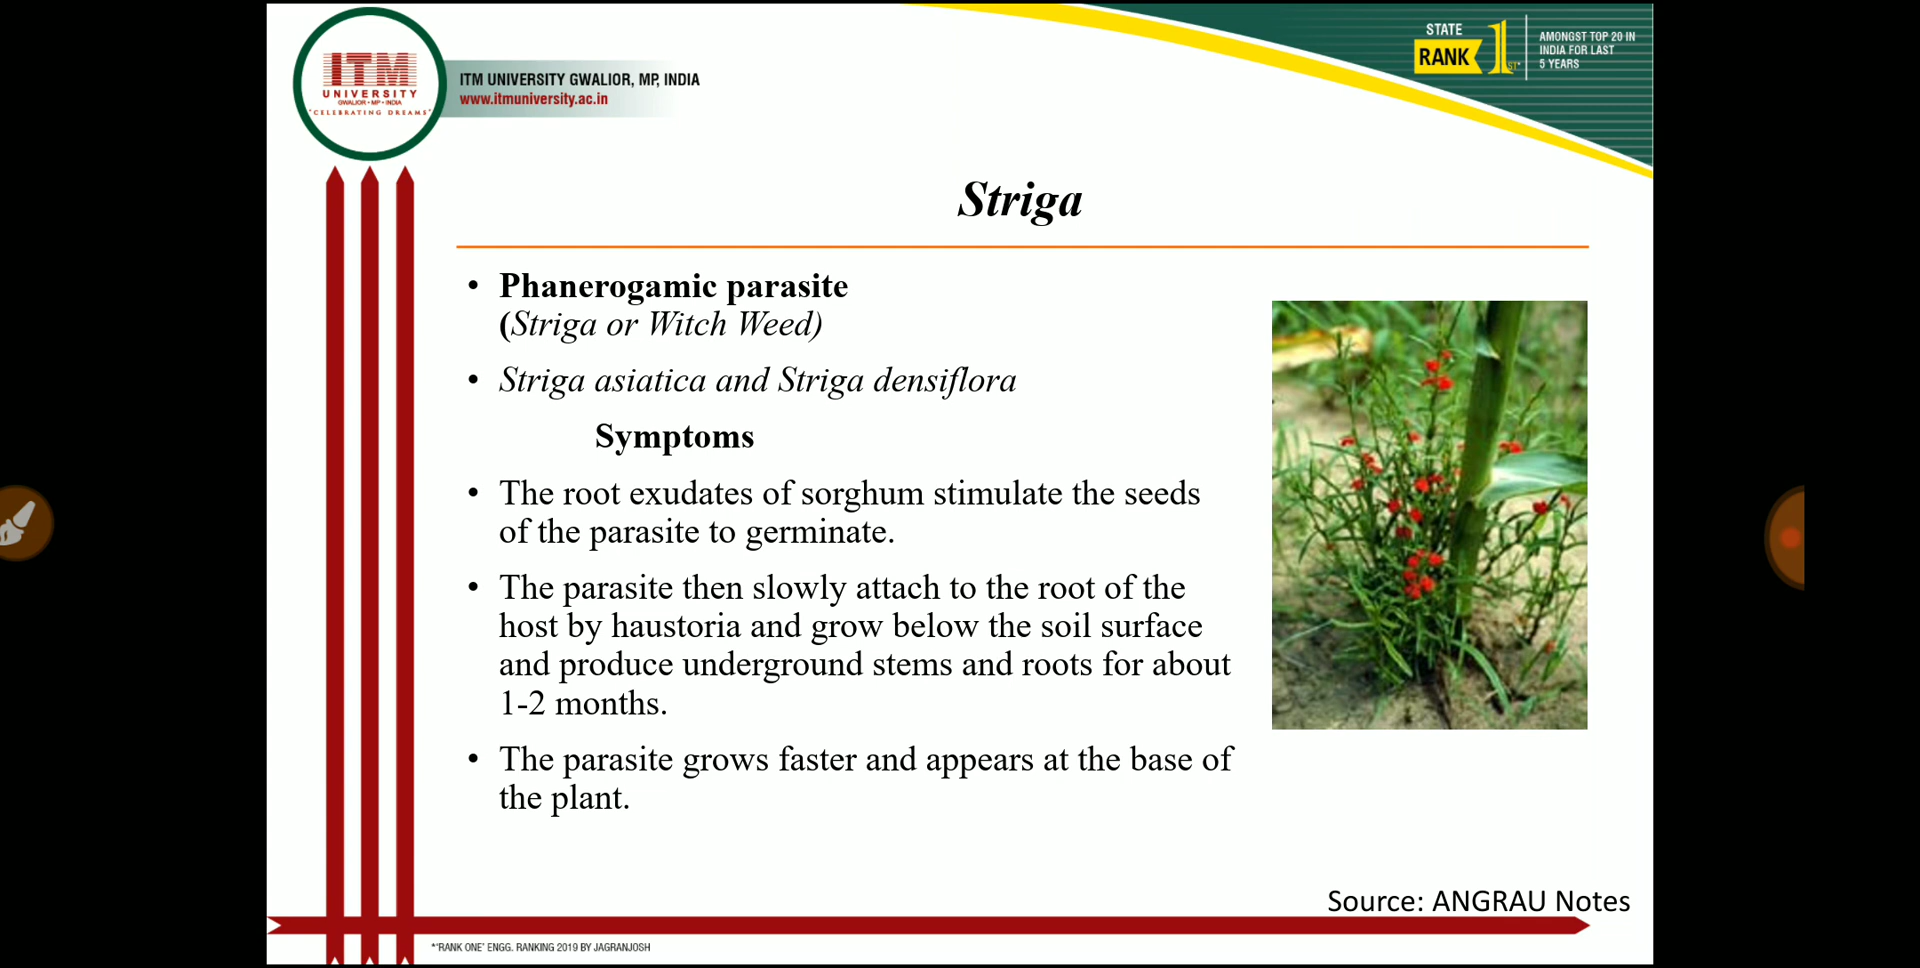 ITM
UNIVERSITY
GWALIOR • MP • INDIA
"CELEBRATING DREAMS"
ITM UNIVERSITY GWALIOR, MP, INDIA
www.itmuniversity.ac.in
STATE
RANK 1ST*
AMONGST TOP 20 IN
INDIA FOR LAST
5 YEARS
Striga
• Phanerogamic parasite
(Striga or Witch Weed)
• Striga asiatica and Striga densiflora
Symptoms
• The root exudates of sorghum stimulate the seeds
of the parasite to germinate.
• The parasite then slowly attach to the root of the
host by haustoria and grow below the soil surface
and produce underground stems and roots for about
1-2 months.
• The parasite grows faster and appears at the base of
the plant.
Source: ANGRAU Notes
*'RANK ONE' ENGG. RANKING 2019 BY JAGRANJOSH